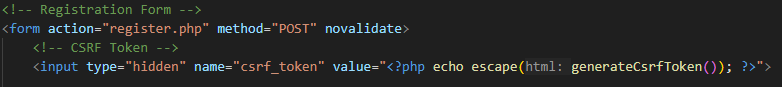 <!-- Registration Form -->
<form action="register.php" method="POST" novalidate>
<!-- CSRF Token -->
<input type="hidden" name="csrf_token" value="<?php echo escape(html: generateCsrfToken()); ?>">